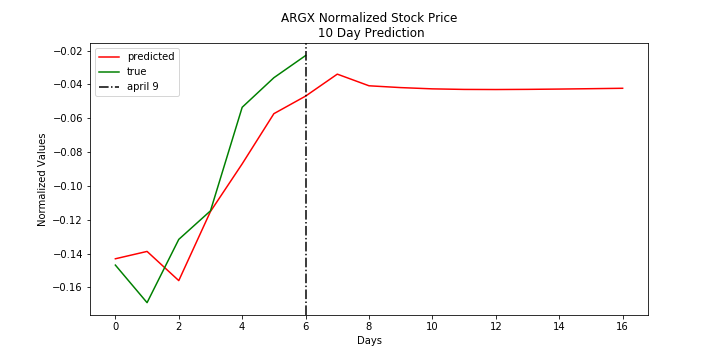 ARGX Normalized Stock Price
10 Day Prediction
predicted
true
april 9
−0.02
−0.04
−0.06
−0.08
−0.10
−0.12
−0.14
−0.16
Normalized Values
0 2 4 6 8 10 12 14 16
Days